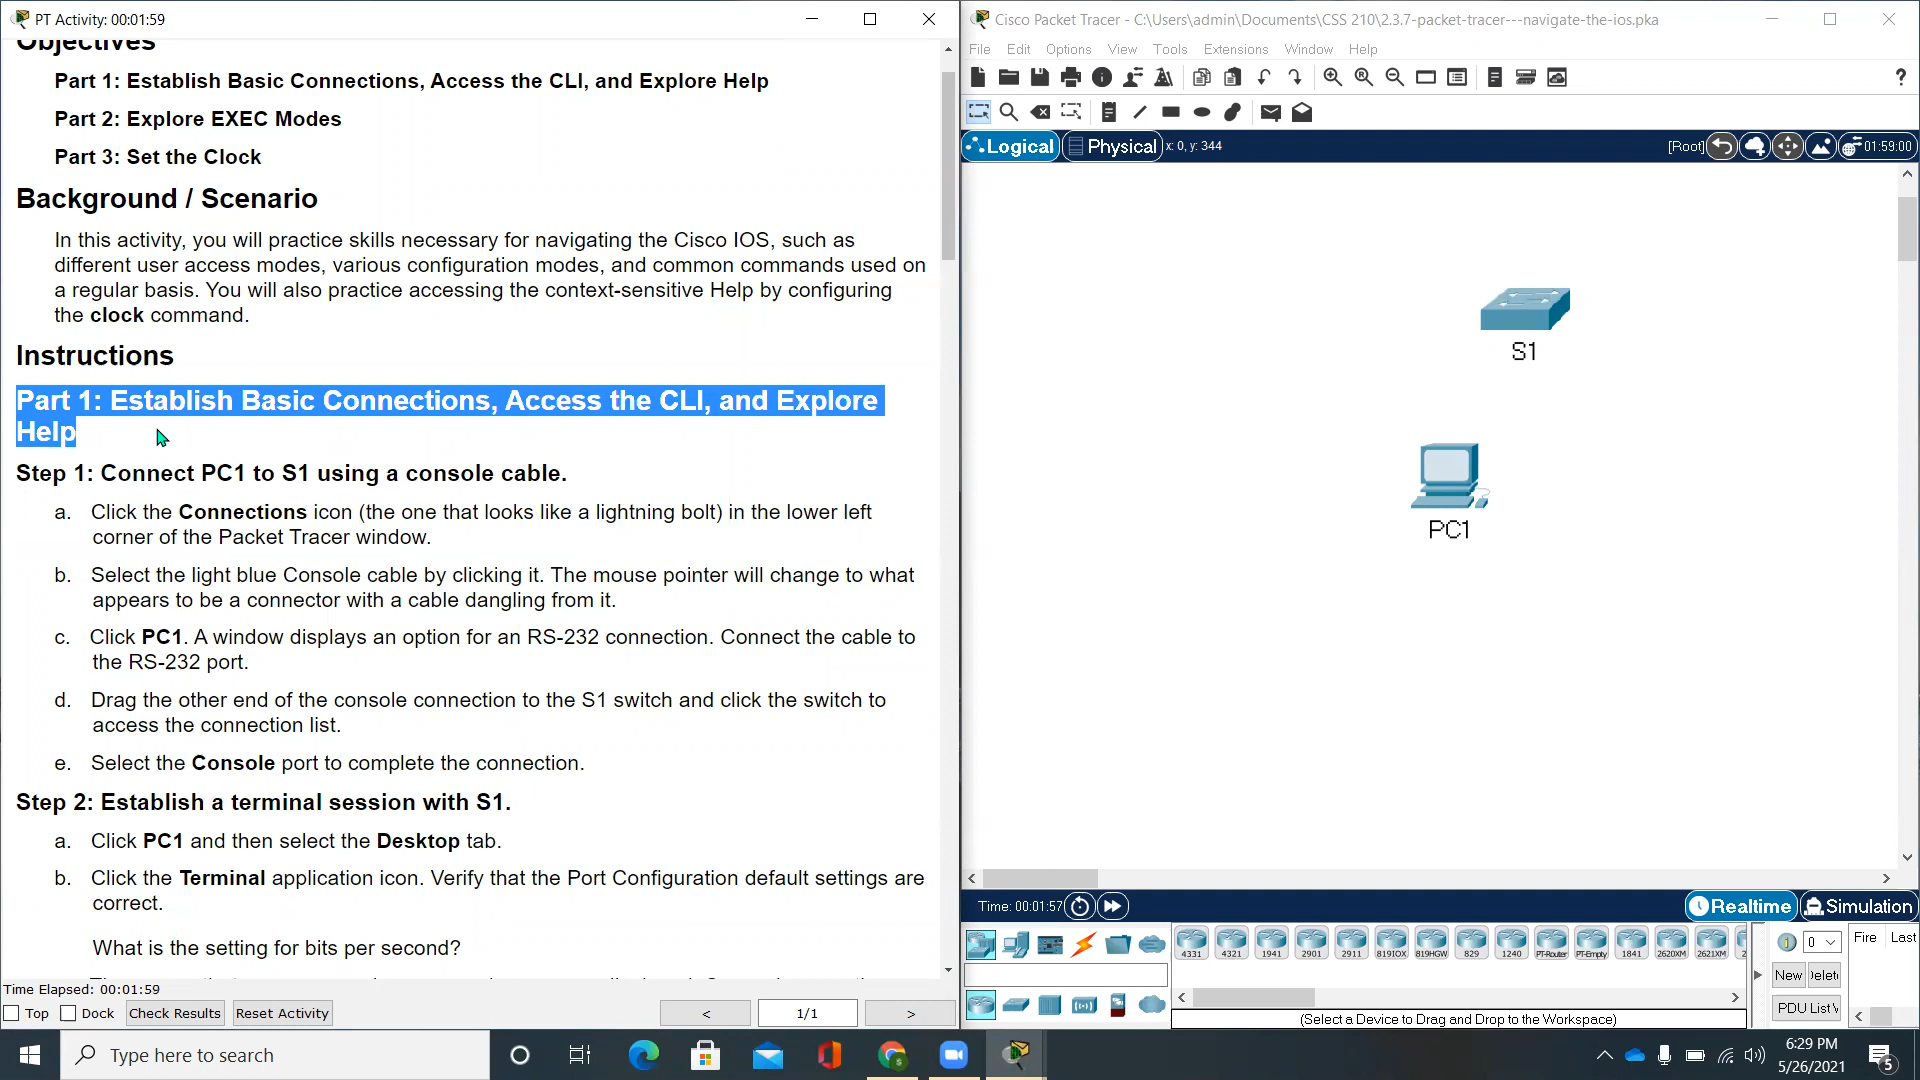 PT Activity: 00:01:59
Objectives
Part 1: Establish Basic Connections, Access the CLI, and Explore Help
Part 2: Explore EXEC Modes
Part 3: Set the Clock
Background / Scenario
In this activity, you will practice skills necessary for navigating the Cisco IOS, such as
different user access modes, various configuration modes, and common commands used on
a regular basis. You will also practice accessing the context-sensitive Help by configuring
the clock command.
Instructions
Part 1: Establish Basic Connections, Access the CLI, and Explore
Help
Step 1: Connect PC1 to S1 using a console cable.
a. Click the Connections icon (the one that looks like a lightning bolt) in the lower left
corner of the Packet Tracer window.
b. Select the light blue Console cable by clicking it. The mouse pointer will change to what
appears to be a connector with a cable dangling from it.
c. Click PC1. A window displays an option for an RS-232 connection. Connect the cable to
the RS-232 port.
d. Drag the other end of the console connection to the S1 switch and click the switch to
access the connection list.
e. Select the Console port to complete the connection.
Step 2: Establish a terminal session with S1.
a. Click PC1 and then select the Desktop tab.
b. Click the Terminal application icon. Verify that the Port Configuration default settings are
correct.
What is the setting for bits per second?
Time Elapsed: 00:01:59
Top Dock Check Results Reset Activity < 1/1 >
Cisco Packet Tracer - C:\Users\admin\Documents\CSS 210\2.3.7-packet-tracer---navigate-the-ios.pka
File Edit Options View Tools Extensions Window Help
?
Logical Physical x: 0, y: 344 [Root] 01:59:00
S1
PC1
Time: 00:01:57 Realtime Simulation
4331 4321 1941 2901 2911 819IOX 819HGW 829 1240 PT-Router PT-Empty 1841 2620XM 2621XM 2
(Select a Device to Drag and Drop to the Workspace)
0 Fire Last
New Delete
PDU List
Type here to search
6:29 PM
5/26/2021
5